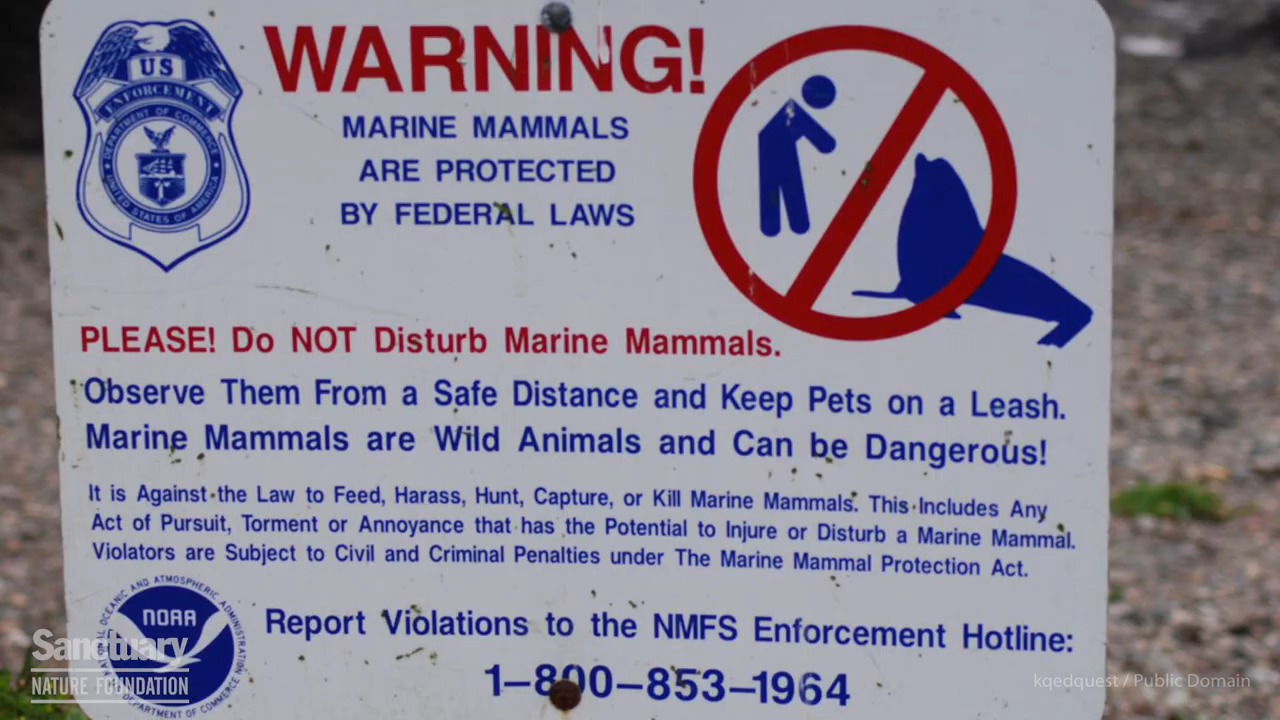 US
ENFORCEMENT
DEPARTMENT OF COMMERCE
UNITED STATES OF AMERICA
WARNING!
MARINE MAMMALS
ARE PROTECTED
BY FEDERAL LAWS
PLEASE! Do NOT Disturb Marine Mammals.
Observe Them From a Safe Distance and Keep Pets on a Leash.
Marine Mammals are Wild Animals and Can be Dangerous!
It is Against the Law to Feed, Harass, Hunt, Capture, or Kill Marine Mammals. This Includes Any
Act of Pursuit, Torment or Annoyance that has the Potential to Injure or Disturb a Marine Mammal.
Violators are Subject to Civil and Criminal Penalties under The Marine Mammal Protection Act.
NATIONAL OCEANIC AND ATMOSPHERIC ADMINISTRATION
NOAA
DEPARTMENT OF COMMERCE
Report Violations to the NMFS Enforcement Hotline:
1–800–853–1964
Sanctuary
NATURE FOUNDATION
kqedquest / Public Domain